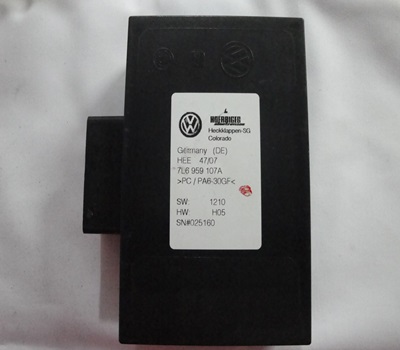 HOERBIGER
Heckklappen-SG
Colorado
Germany (DE)
HEE 47/07
7L6 959 107A
>PC / PA6-30GF<
SW: 1210
HW: H05
SN#025160